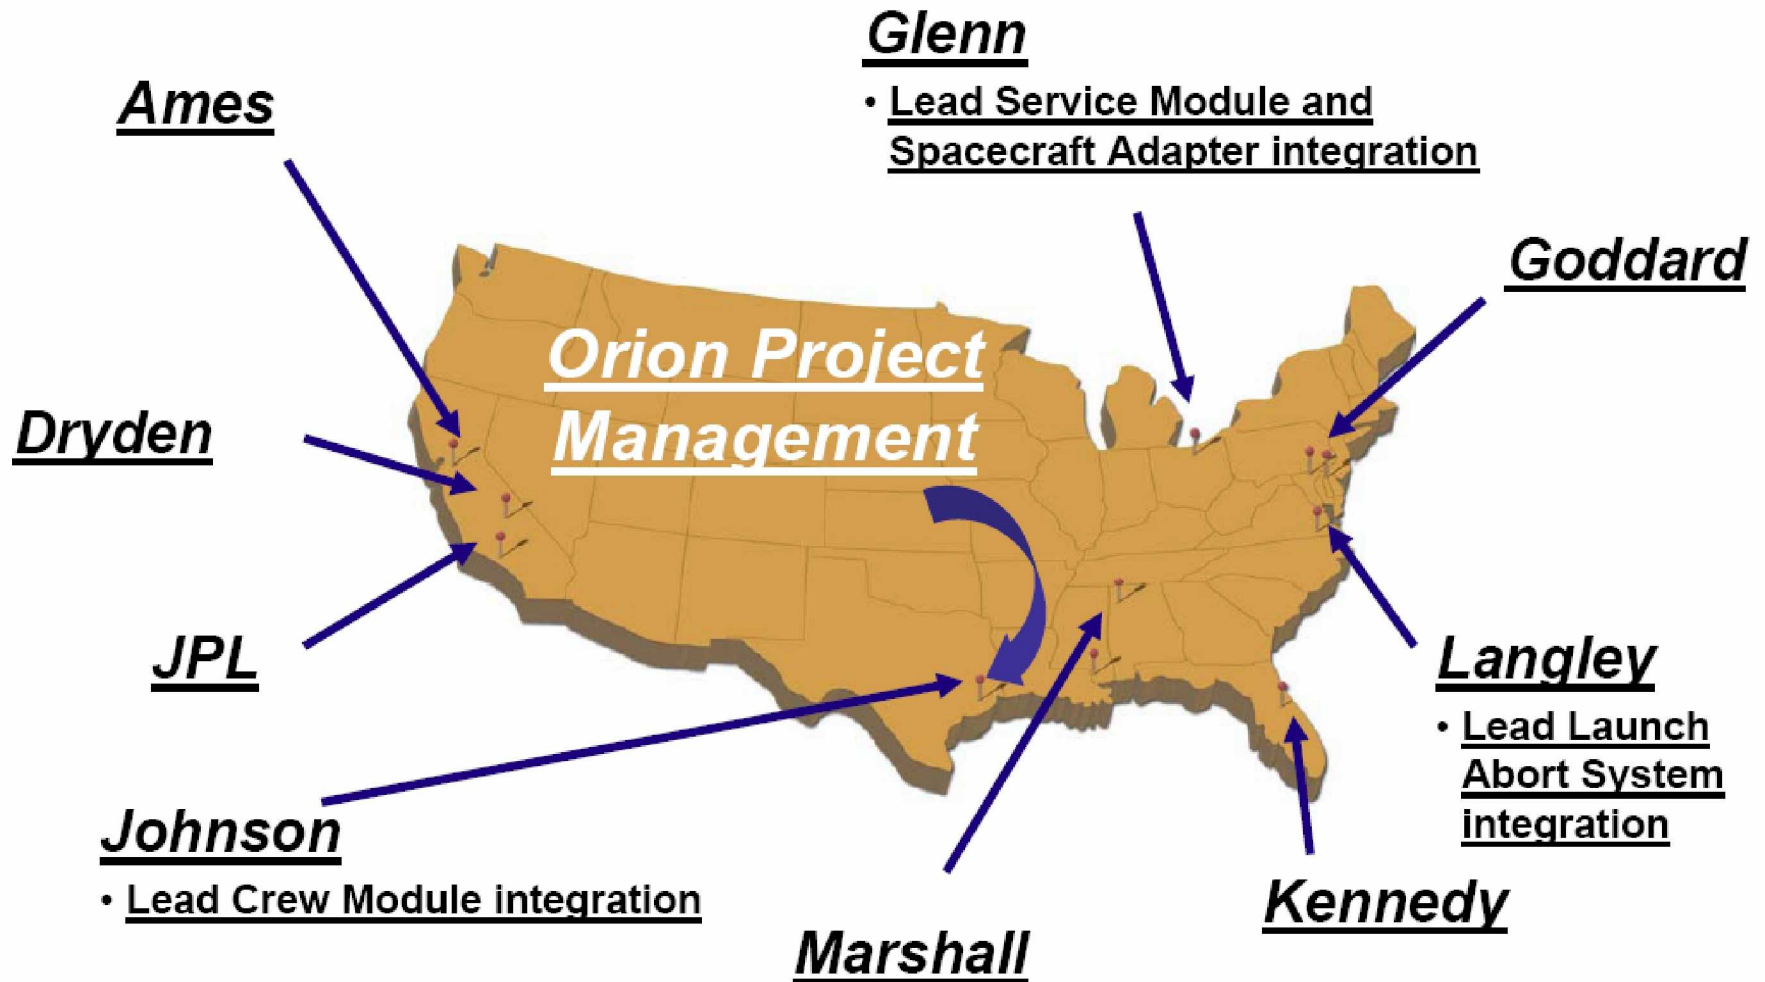 Glenn
• Lead Service Module and
Spacecraft Adapter integration
Ames
Goddard
Orion Project
Management
Dryden
JPL
Langley
• Lead Launch
Abort System
integration
Johnson
• Lead Crew Module integration
Kennedy
Marshall